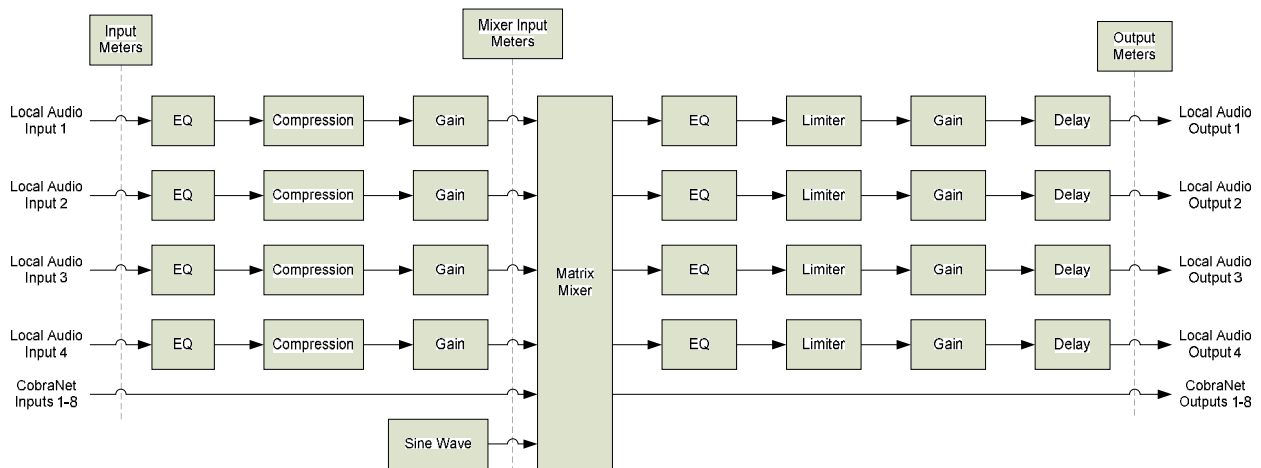 Input
Meters
Mixer Input
Meters
Output
Meters
Local Audio
Input 1
EQ
Compression
Gain
EQ
Limiter
Gain
Delay
Local Audio
Output 1
Local Audio
Input 2
EQ
Compression
Gain
EQ
Limiter
Gain
Delay
Local Audio
Output 2
Local Audio
Input 3
EQ
Compression
Gain
Matrix
Mixer
EQ
Limiter
Gain
Delay
Local Audio
Output 3
Local Audio
Input 4
EQ
Compression
Gain
EQ
Limiter
Gain
Delay
Local Audio
Output 4
CobraNet
Inputs 1-8
CobraNet
Outputs 1-8
Sine Wave